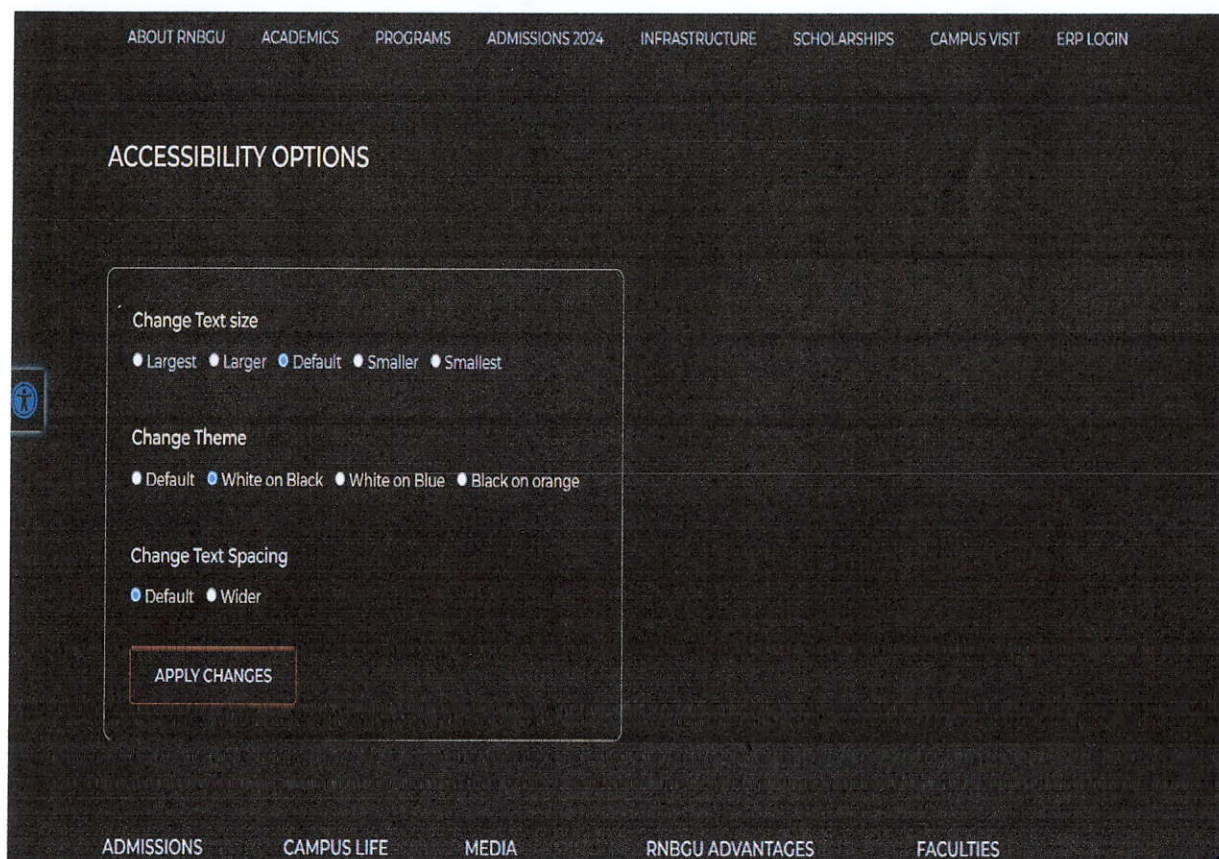 ABOUT RNBGU ACADEMICS PROGRAMS ADMISSIONS 2024 INFRASTRUCTURE SCHOLARSHIPS CAMPUS VISIT ERP LOGIN
ACCESSIBILITY OPTIONS
Change Text size
Largest Larger Default Smaller Smallest
Change Theme
Default White on Black White on Blue Black on orange
Change Text Spacing
Default Wider
APPLY CHANGES
ADMISSIONS CAMPUS LIFE MEDIA RNBGU ADVANTAGES FACULTIES